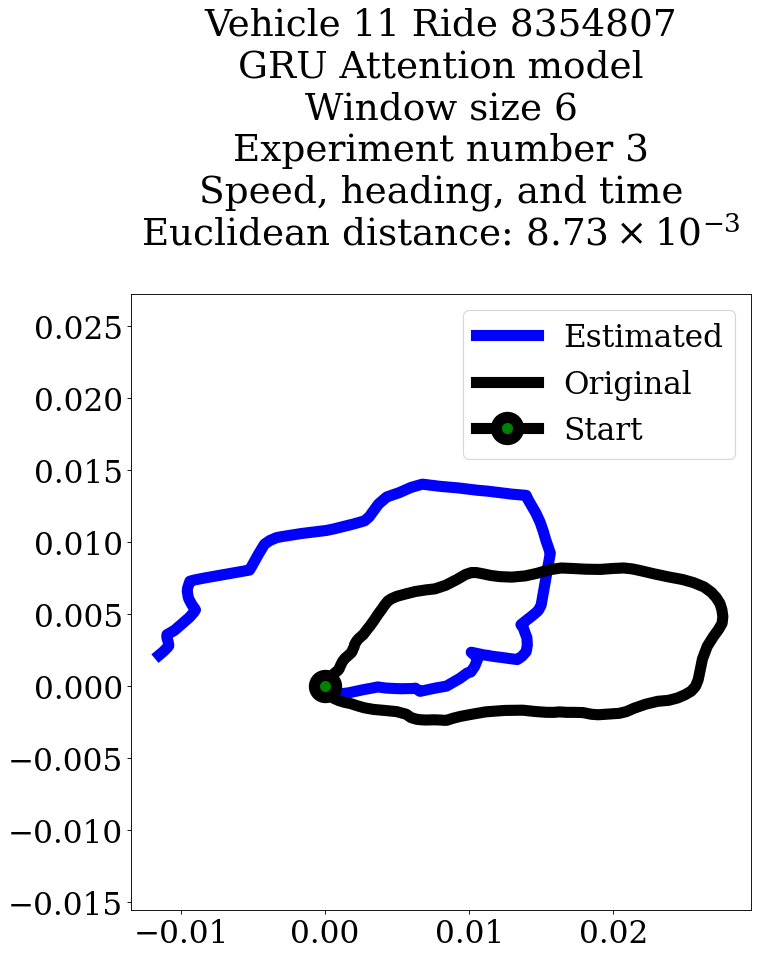 Vehicle 11 Ride 8354807
GRU Attention model
Window size 6
Experiment number 3
Speed, heading, and time
Euclidean distance: 8.73 × 10⁻³
Estimated
Original
Start
0.025
0.020
0.015
0.010
0.005
0.000
−0.005
−0.010
−0.015
−0.01
0.00
0.01
0.02